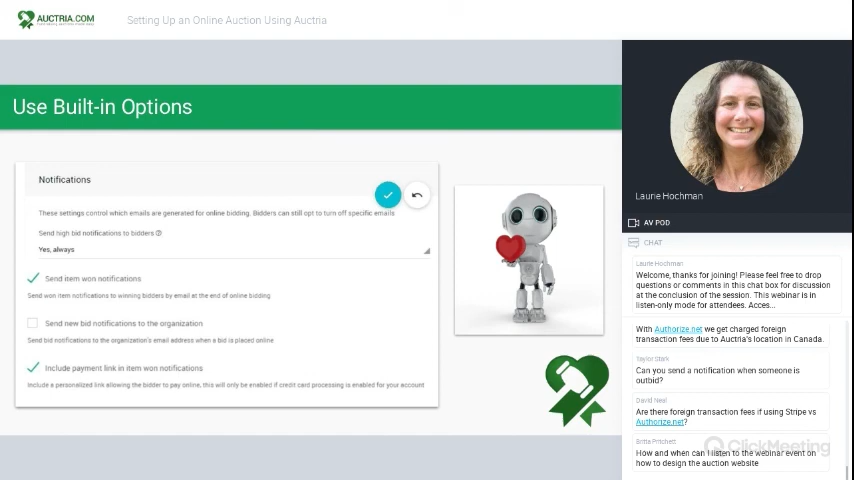 AUCTRIA.COM
Setting Up an Online Auction Using Auctria
Use Built-in Options
Notifications
These settings control which emails are generated for online bidding. Bidders can still opt to turn off specific emails
Send high bid notifications to bidders
Yes, always
Send item won notifications
Send won item notifications to winning bidders by email at the end of online bidding
Send new bid notifications to the organization
Send bid notifications to the organization's email address when a bid is placed online
Include payment link in item won notifications
Include a personalized link allowing the bidder to pay online, this will only be enabled if credit card processing is enabled for your account
Laurie Hochman
AV POD
CHAT
Laurie Hochman
Welcome, thanks for joining! Please feel free to drop
questions or comments in this chat box for discussion
at the conclusion of the session. This webinar is in
listen-only mode for attendees. Acces...
With Authorize.net we get charged foreign
transaction fees due to Auctria's location in Canada.
Taylor Stark
Can you send a notification when someone is
outbid?
David Neal
Are there foreign transaction fees if using Stripe vs
Authorize.net?
Britta Pritchett
How and when can I listen to the webinar event on
how to design the auction website
ClickMeeting